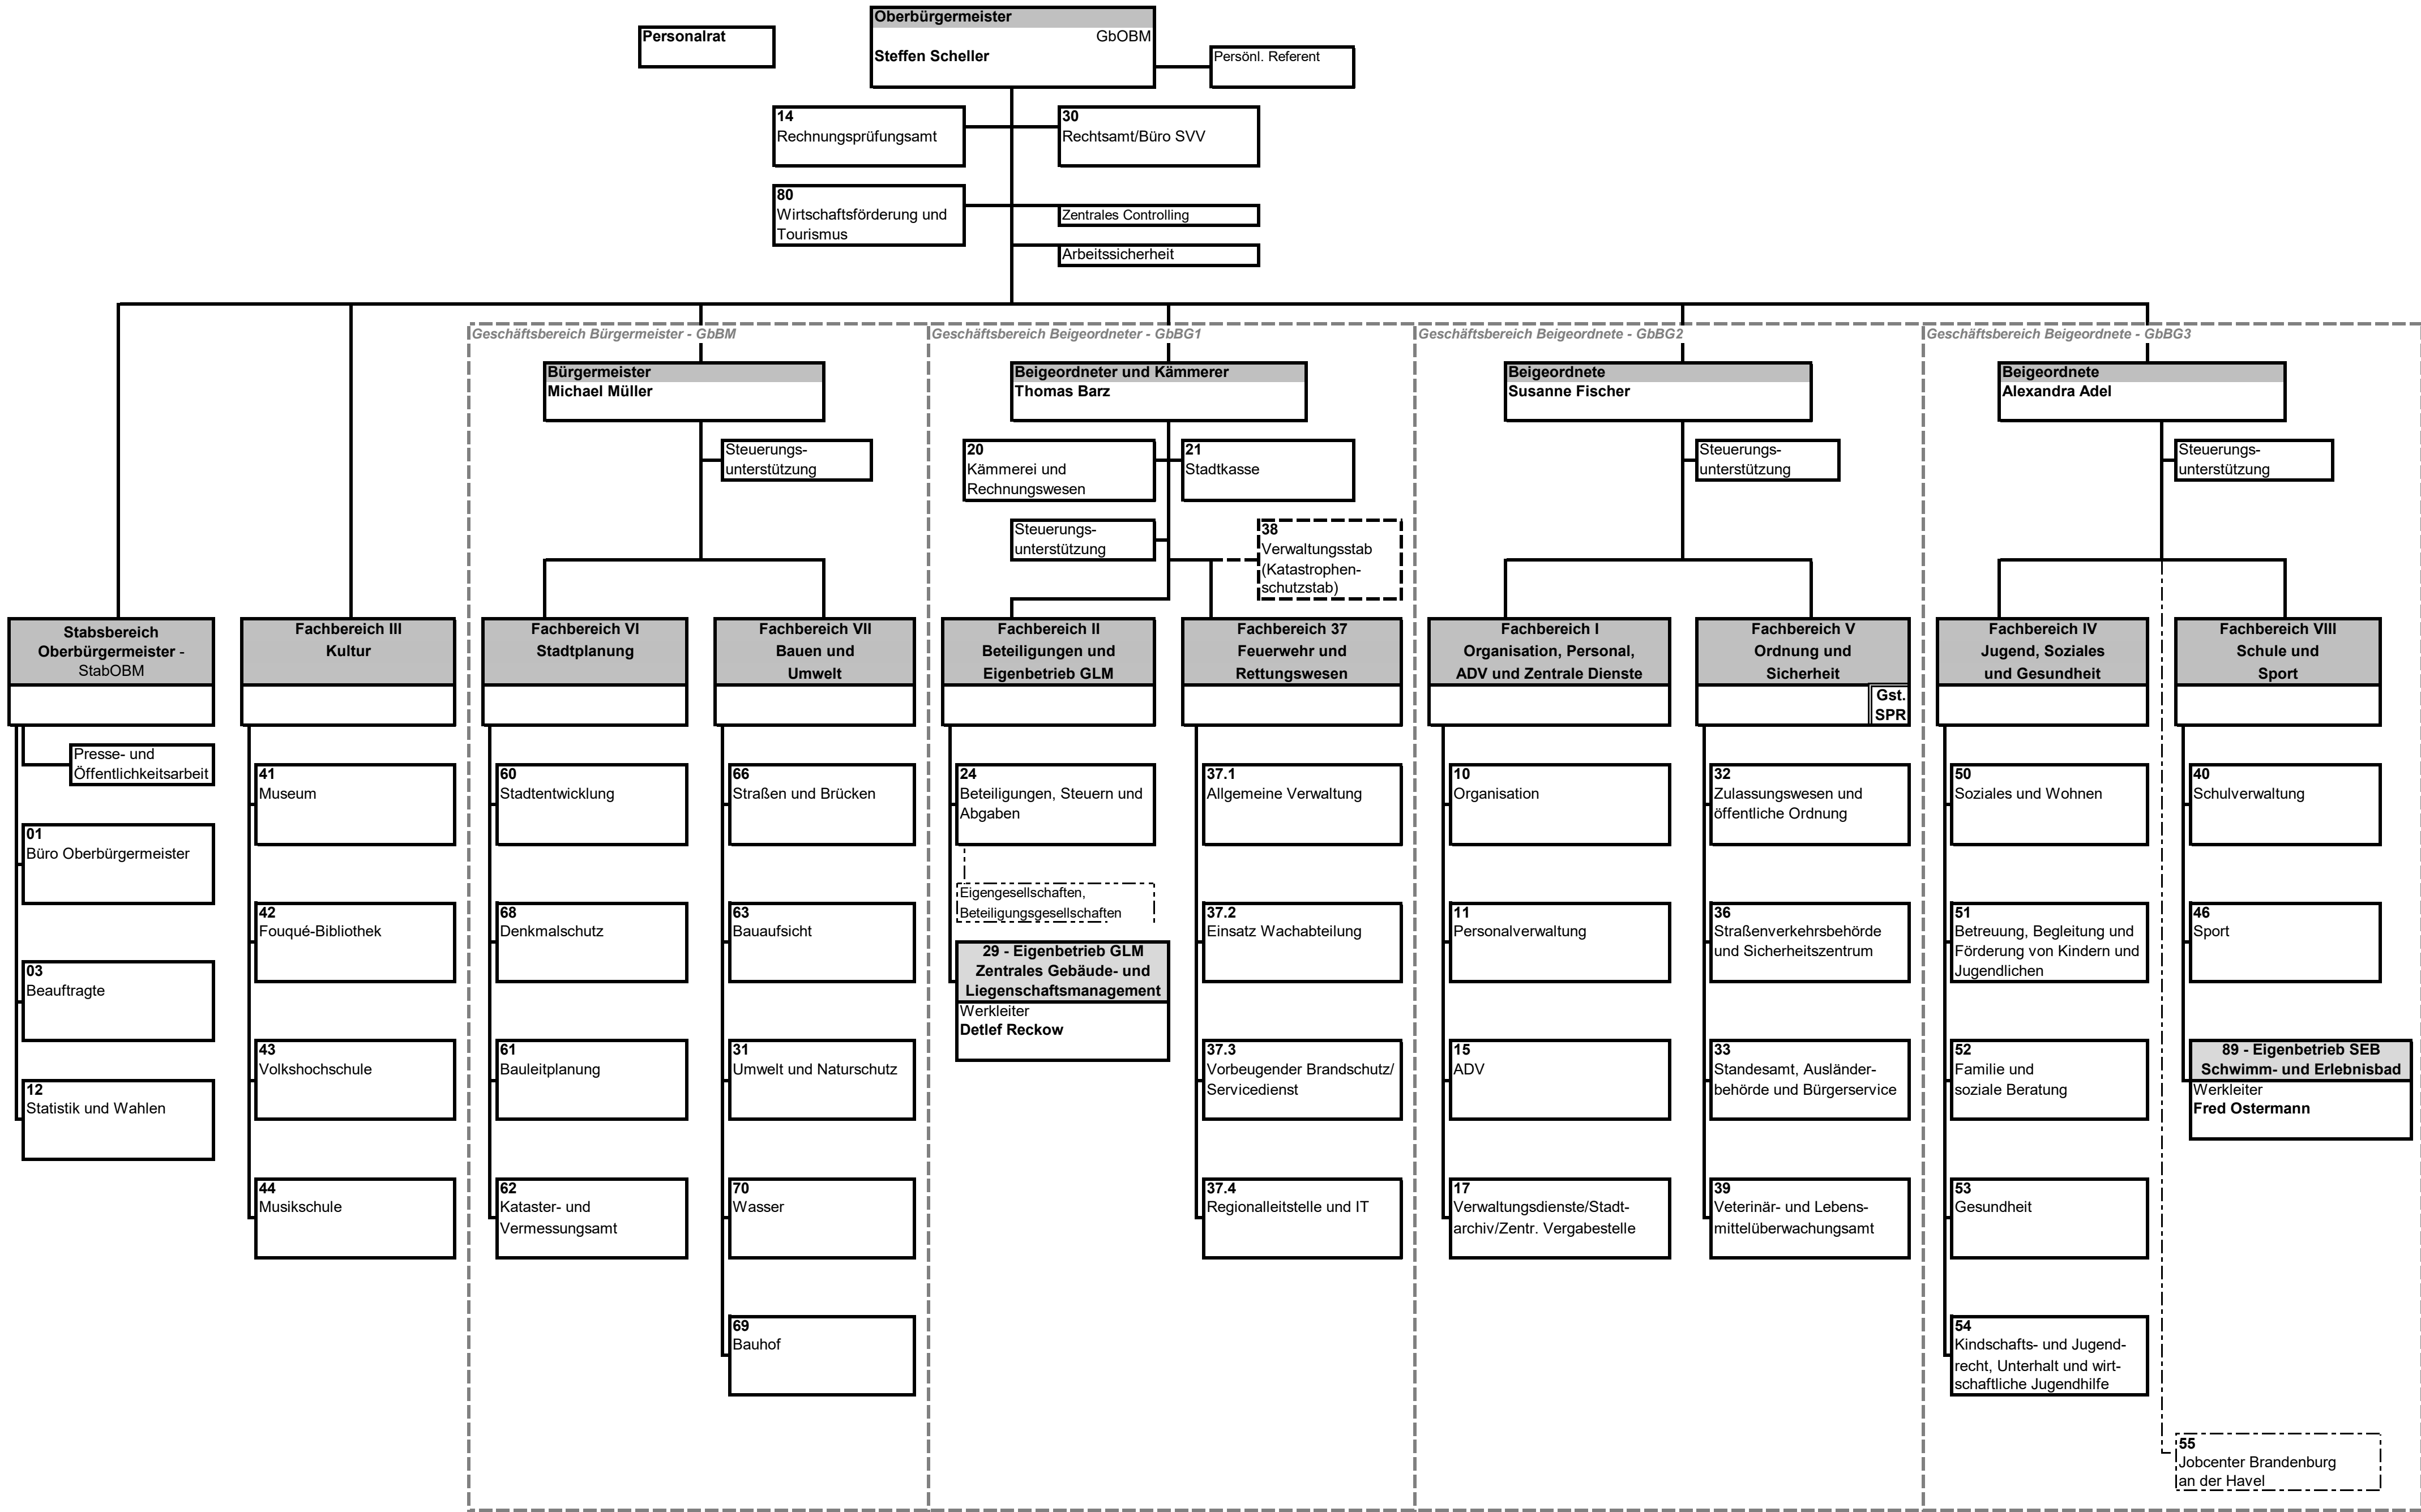 Personalrat
Oberbürgermeister
GbOBM
Steffen Scheller
Persönl. Referent
14
Rechnungsprüfungsamt
30
Rechtsamt/Büro SVV
80
Wirtschaftsförderung und
Tourismus
Zentrales Controlling
Arbeitssicherheit
Geschäftsbereich Bürgermeister - GbBM
Geschäftsbereich Beigeordneter - GbBG1
Geschäftsbereich Beigeordnete - GbBG2
Geschäftsbereich Beigeordnete - GbBG3
Bürgermeister
Michael Müller
Steuerungs-
unterstützung
Beigeordneter und Kämmerer
Thomas Barz
20
Kämmerei und
Rechnungswesen
21
Stadtkasse
Steuerungs-
unterstützung
38
Verwaltungsstab
(Katastrophen-
schutzstab)
Beigeordnete
Susanne Fischer
Steuerungs-
unterstützung
Beigeordnete
Alexandra Adel
Steuerungs-
unterstützung
Stabsbereich
Oberbürgermeister -
StabOBM
Presse- und
Öffentlichkeitsarbeit
01
Büro Oberbürgermeister
03
Beauftragte
12
Statistik und Wahlen
Fachbereich III
Kultur
41
Museum
42
Fouqué-Bibliothek
43
Volkshochschule
44
Musikschule
Fachbereich VI
Stadtplanung
60
Stadtentwicklung
68
Denkmalschutz
61
Bauleitplanung
62
Kataster- und
Vermessungsamt
Fachbereich VII
Bauen und
Umwelt
66
Straßen und Brücken
63
Bauaufsicht
31
Umwelt und Naturschutz
70
Wasser
69
Bauhof
Fachbereich II
Beteiligungen und
Eigenbetrieb GLM
24
Beteiligungen, Steuern und
Abgaben
Eigengesellschaften,
Beteiligungsgesellschaften
29 - Eigenbetrieb GLM
Zentrales Gebäude- und
Liegenschaftsmanagement
Werkleiter
Detlef Reckow
Fachbereich 37
Feuerwehr und
Rettungswesen
37.1
Allgemeine Verwaltung
37.2
Einsatz Wachabteilung
37.3
Vorbeugender Brandschutz/
Servicedienst
37.4
Regionalleitstelle und IT
Fachbereich I
Organisation, Personal,
ADV und Zentrale Dienste
10
Organisation
11
Personalverwaltung
15
ADV
17
Verwaltungsdienste/Stadt-
archiv/Zentr. Vergabestelle
Fachbereich V
Ordnung und
Sicherheit
Gst.
SPR
32
Zulassungswesen und
öffentliche Ordnung
36
Straßenverkehrsbehörde
und Sicherheitszentrum
33
Standesamt, Ausländer-
behörde und Bürgerservice
39
Veterinär- und Lebens-
mittelüberwachungsamt
Fachbereich IV
Jugend, Soziales
und Gesundheit
50
Soziales und Wohnen
51
Betreuung, Begleitung und
Förderung von Kindern und
Jugendlichen
52
Familie und
soziale Beratung
53
Gesundheit
54
Kindschafts- und Jugend-
recht, Unterhalt und wirt-
schaftliche Jugendhilfe
Fachbereich VIII
Schule und
Sport
40
Schulverwaltung
46
Sport
89 - Eigenbetrieb SEB
Schwimm- und Erlebnisbad
Werkleiter
Fred Ostermann
55
Jobcenter Brandenburg
an der Havel